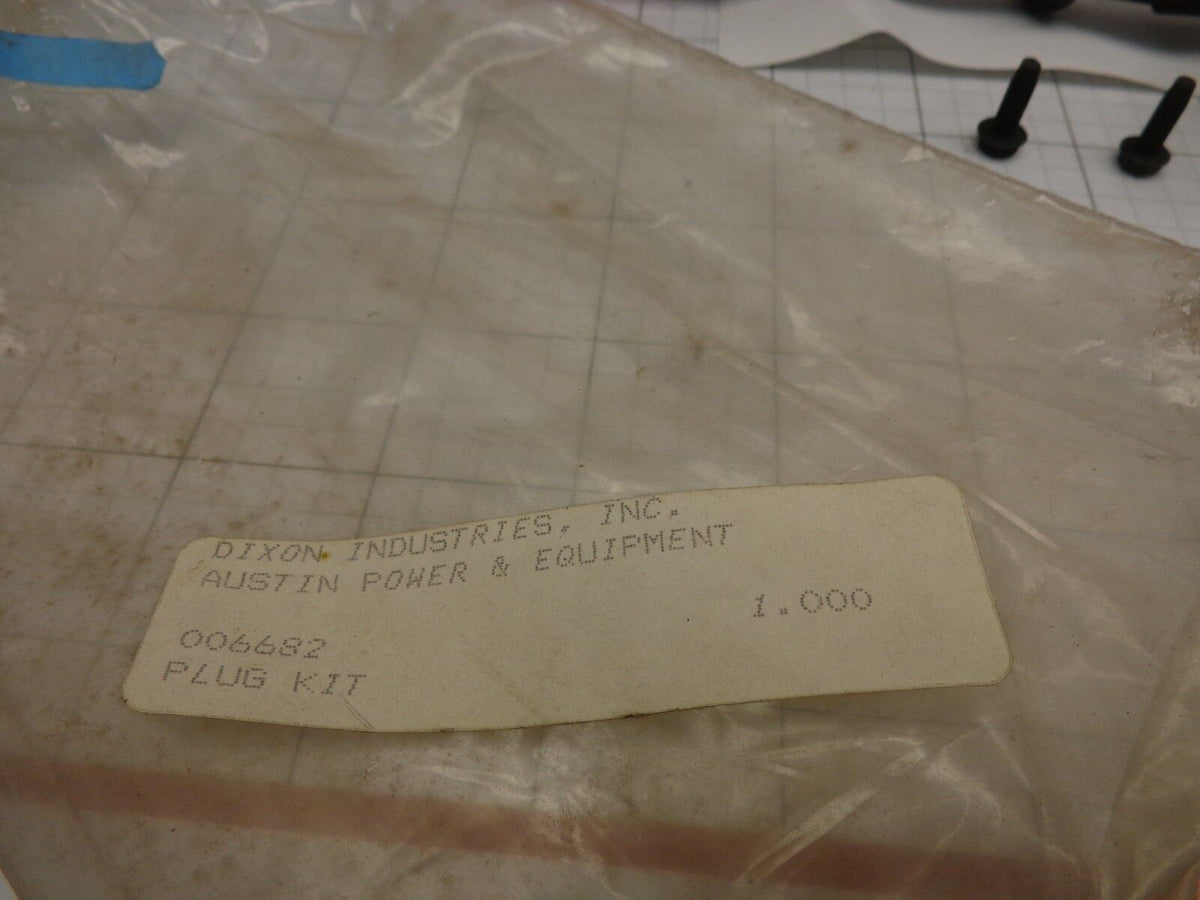 DIXON INDUSTRIES, INC.
AUSTIN POWER & EQUIPMENT
1.000
006682
PLUG KIT